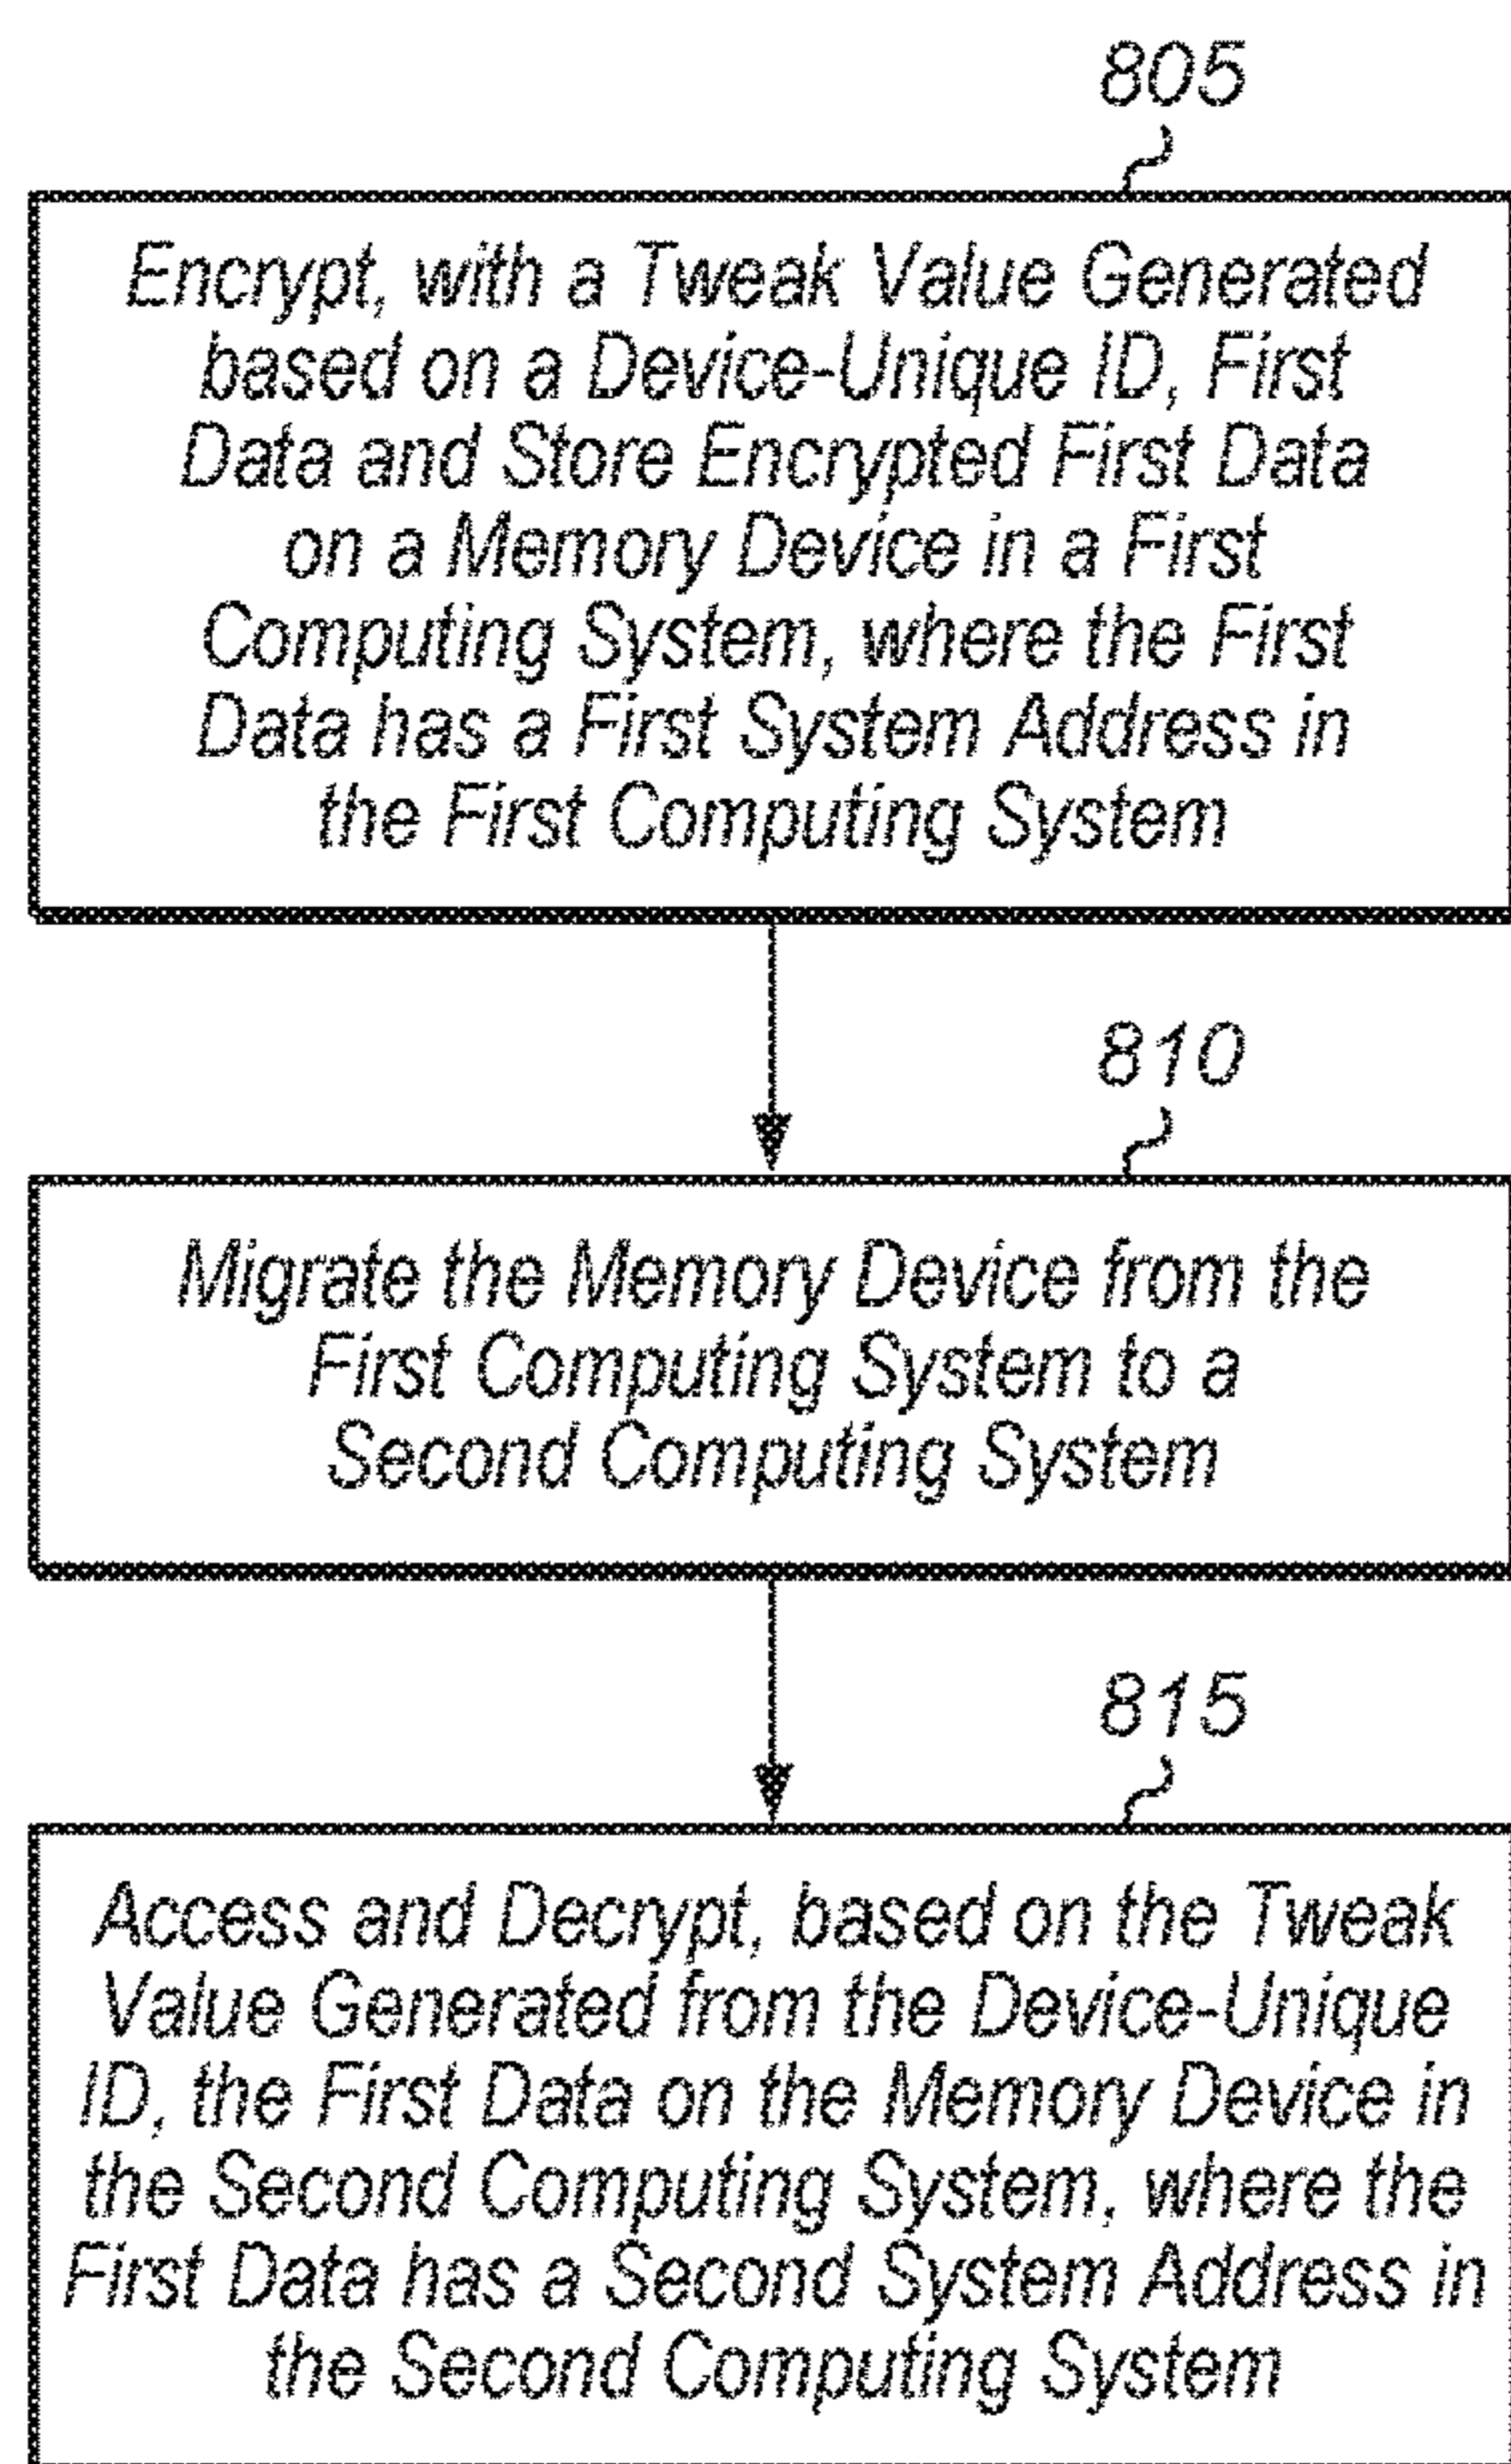 805
Encrypt, with a Tweak Value Generated
based on a Device-Unique ID, First
Data and Store Encrypted First Data
on a Memory Device in a First
Computing System, where the First
Data has a First System Address in
the First Computing System
810
Migrate the Memory Device from the
First Computing System to a
Second Computing System
815
Access and Decrypt, based on the Tweak
Value Generated from the Device-Unique
ID, the First Data on the Memory Device in
the Second Computing System, where the
First Data has a Second System Address in
the Second Computing System